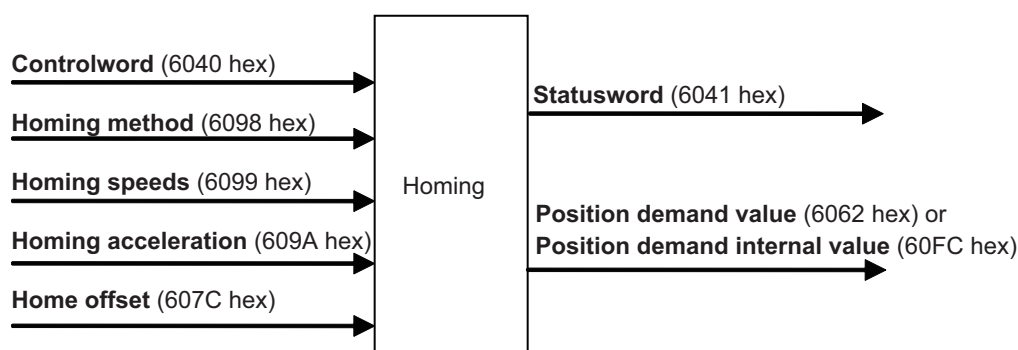 Controlword (6040 hex)
Homing method (6098 hex)
Homing speeds (6099 hex)
Homing acceleration (609A hex)
Home offset (607C hex)
Homing
Statusword (6041 hex)
Position demand value (6062 hex) or
Position demand internal value (60FC hex)